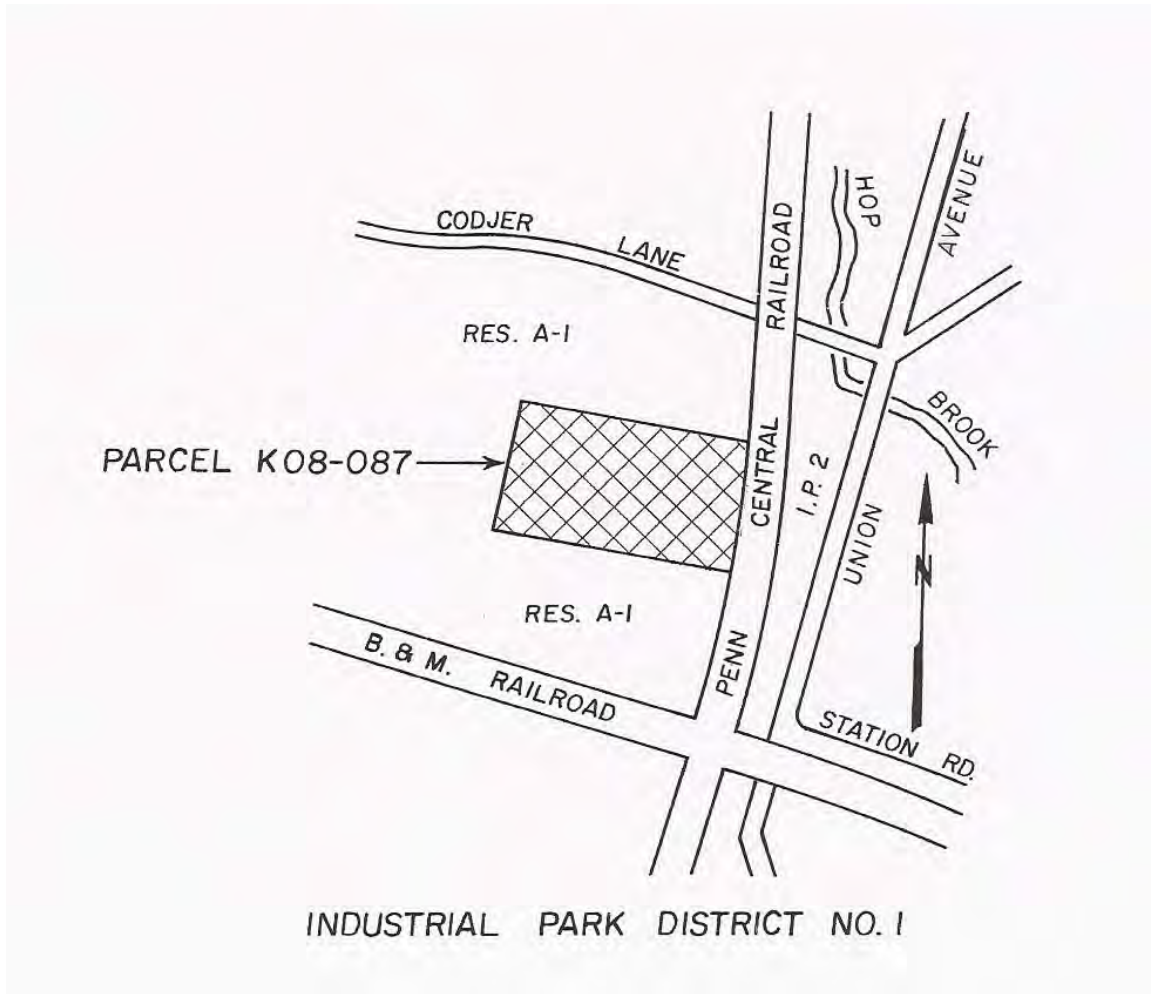 HOP
AVENUE
CODJER LANE
RES. A-1
PARCEL K08-087
PENN CENTRAL RAILROAD
I.P. 2
BROOK
UNION
N
RES. A-1
B. & M. RAILROAD
STATION RD.
INDUSTRIAL PARK DISTRICT NO. 1